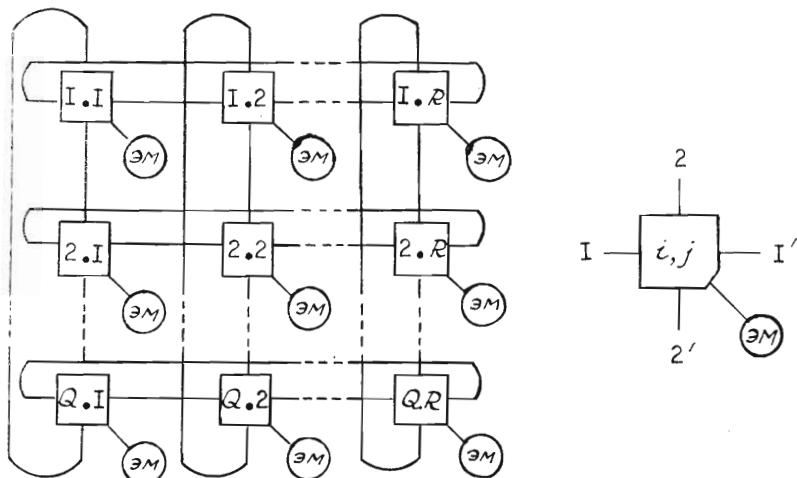 I.I I.2 I.R
ЭМ ЭМ ЭМ
2.I 2.2 2.R
ЭМ ЭМ ЭМ
Q.I Q.2 Q.R
ЭМ ЭМ ЭМ
2
I i,j I′
2′ ЭМ